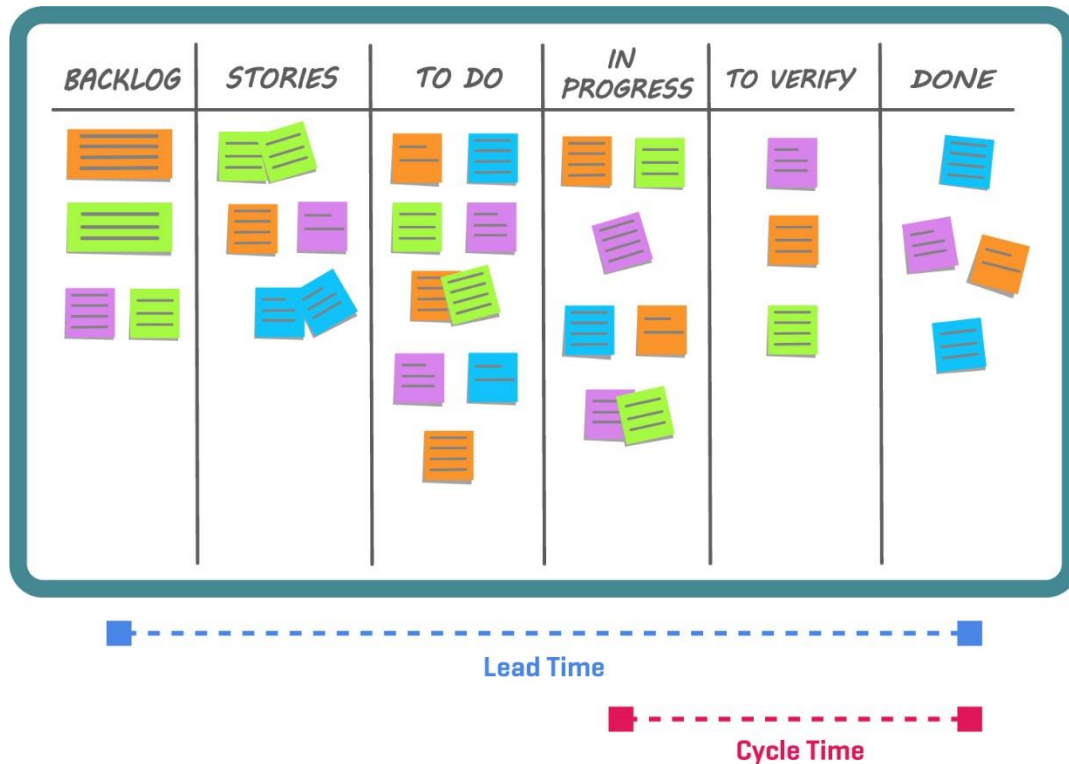 BACKLOG
STORIES
TO DO
IN
PROGRESS
TO VERIFY
DONE
Lead Time
Cycle Time